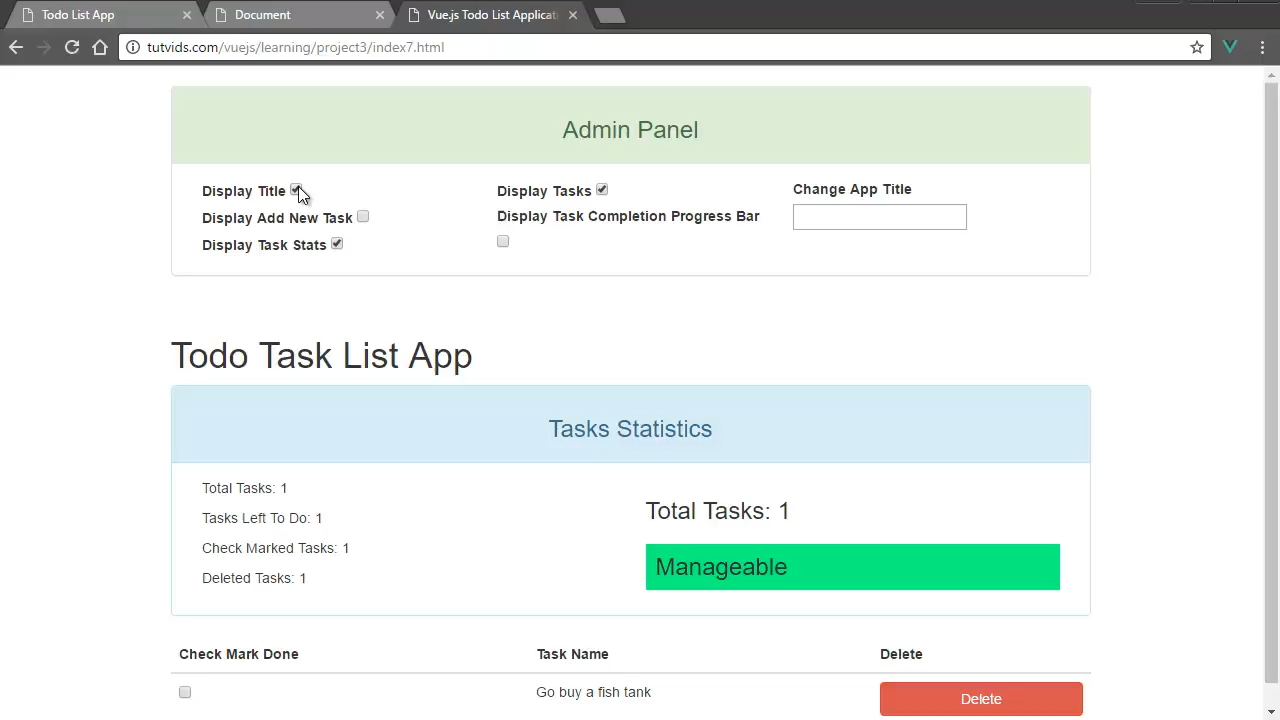 Todo List App
Document
Vue.js Todo List Applicat
tutvids.com/vuejs/learning/project3/index7.html
Admin Panel
Display Title
Display Add New Task
Display Task Stats
Display Tasks
Display Task Completion Progress Bar
Change App Title
Todo Task List App
Tasks Statistics
Total Tasks: 1
Tasks Left To Do: 1
Check Marked Tasks: 1
Deleted Tasks: 1
Total Tasks: 1
Manageable
Check Mark Done Task Name Delete
Go buy a fish tank Delete